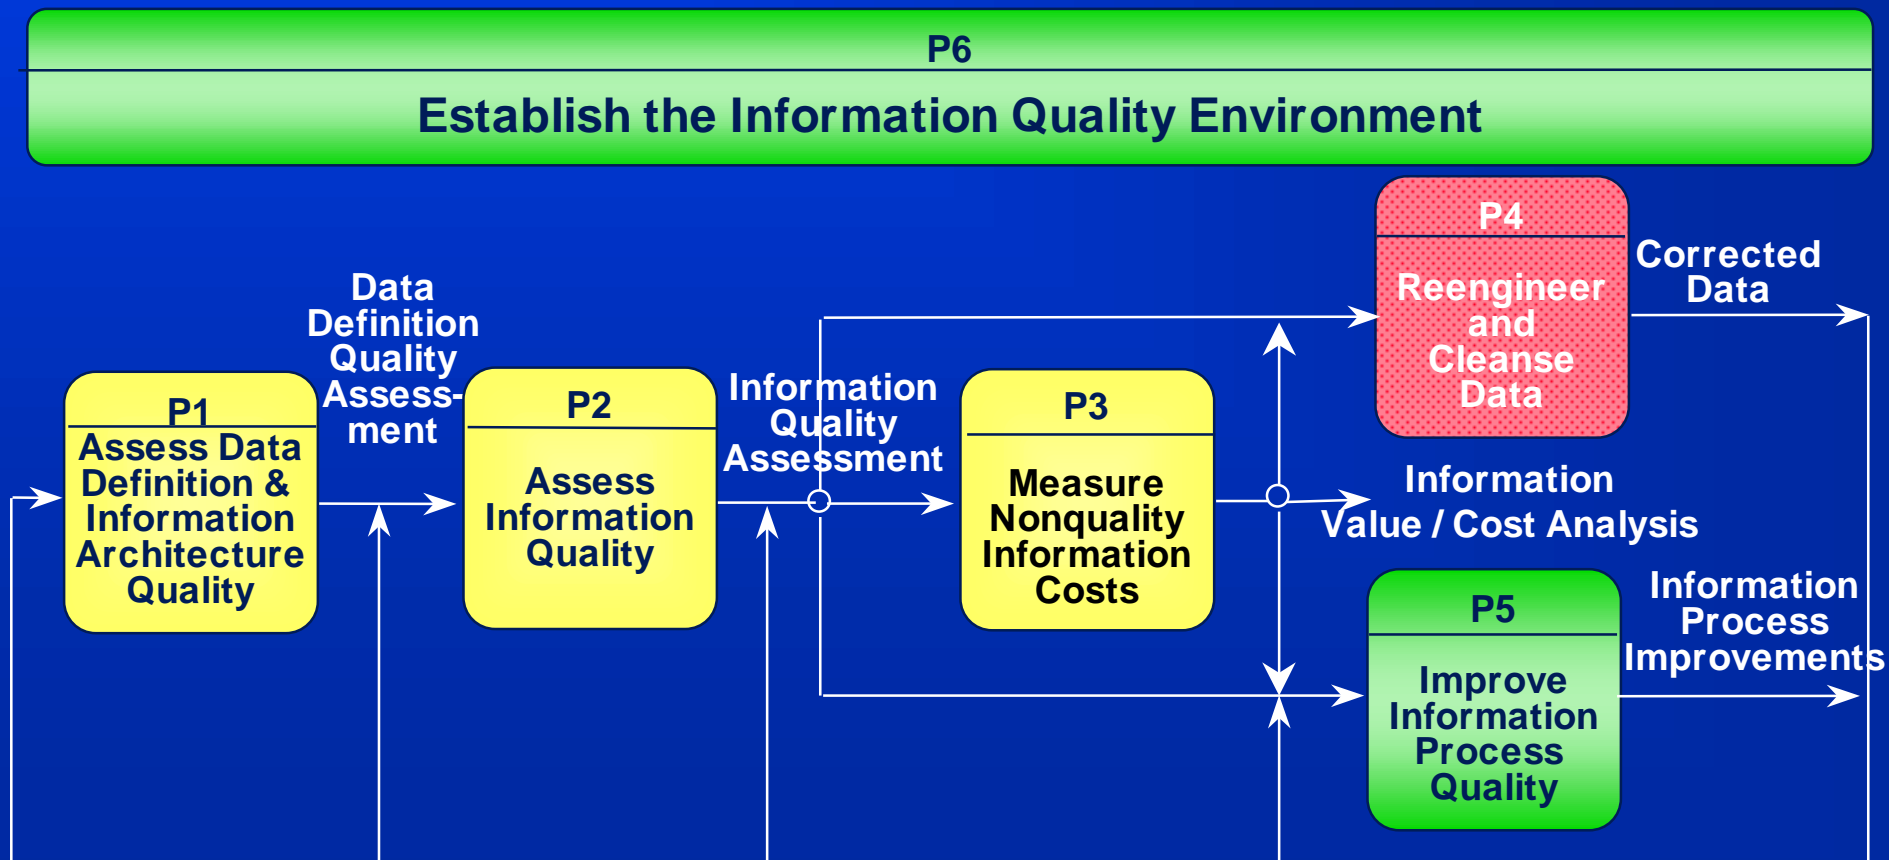 P6
Establish the Information Quality Environment
P1
Assess Data
Definition &
Information
Architecture
Quality
Data
Definition
Quality
Assess-
ment
P2
Assess
Information
Quality
Information
Quality
Assessment
P3
Measure
Nonquality
Information
Costs
P4
Reengineer
and
Cleanse
Data
Corrected
Data
Information
Value / Cost Analysis
P5
Improve
Information
Process
Quality
Information
Process
Improvements